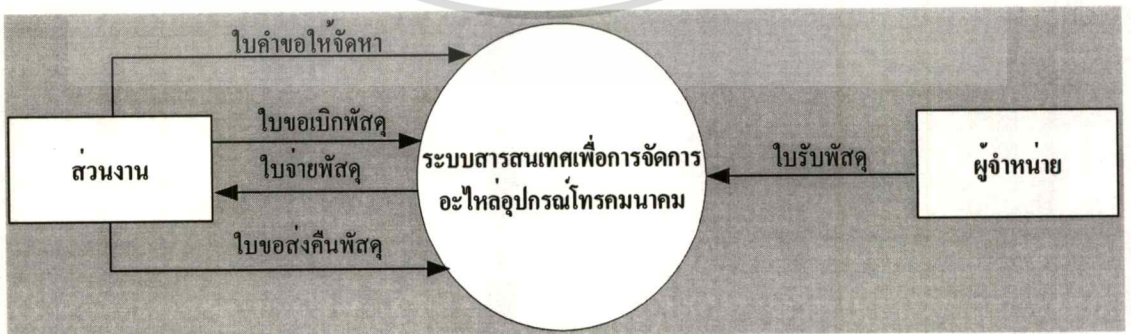 ใบคำขอให้จัดหา
ใบขอเบิกพัสดุ
ส่วนงาน
ใบจ่ายพัสดุ
ใบขอส่งคืนพัสดุ
ระบบสารสนเทศเพื่อการจัดการ
อะไหล่อุปกรณ์โทรคมนาคม
ใบรับพัสดุ
ผู้จำหน่าย